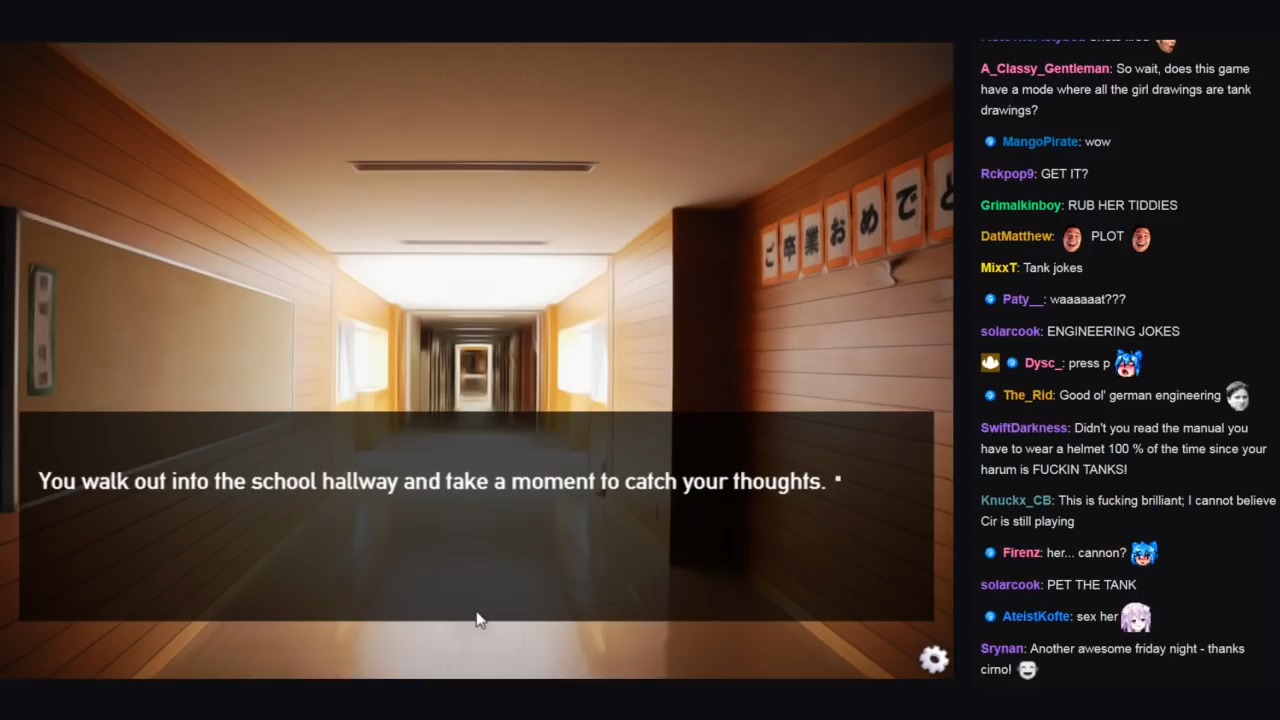 ご卒業おめでと
You walk out into the school hallway and take a moment to catch your thoughts.
A_Classy_Gentleman: So wait, does this game
have a mode where all the girl drawings are tank
drawings?
MangoPirate: wow
Rckpop9: GET IT?
Grimalkinboy: RUB HER TIDDIES
DatMatthew: PLOT
MixxT: Tank jokes
Paty__: waaaaaat???
solarcook: ENGINEERING JOKES
Dysc_: press p
The_Rid: Good ol' german engineering
SwiftDarkness: Didn't you read the manual you
have to wear a helmet 100 % of the time since your
harum is FUCKIN TANKS!
Knuckx_CB: This is fucking brilliant; I cannot believe
Cir is still playing
Firenz: her... cannon?
solarcook: PET THE TANK
AteistKofte: sex her
Srynan: Another awesome friday night - thanks
cirno!